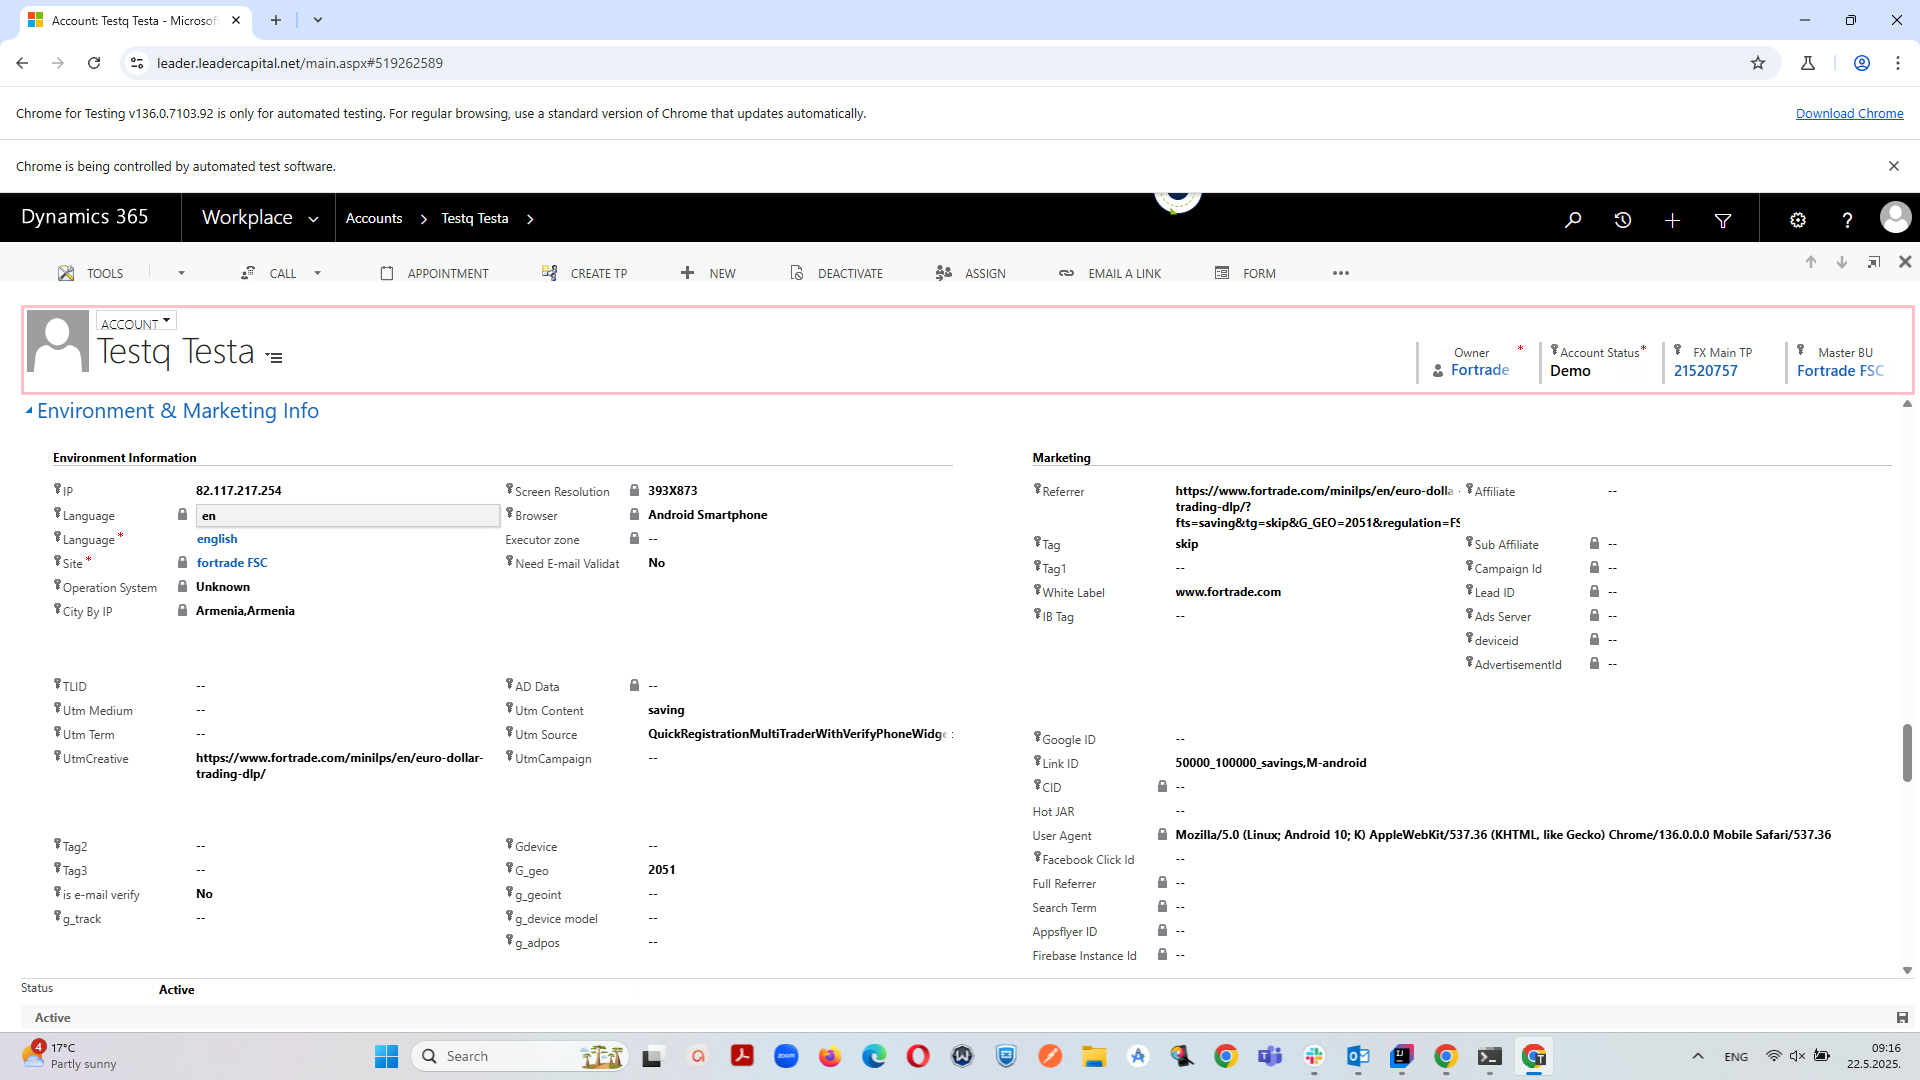 Account: Testq Testa - Microsof
leader.leadercapital.net/main.aspx#519262589
Chrome for Testing v136.0.7103.92 is only for automated testing. For regular browsing, use a standard version of Chrome that updates automatically.
Download Chrome
Chrome is being controlled by automated test software.
Dynamics 365
Workplace
Accounts
Testq Testa
TOOLS
CALL
APPOINTMENT
CREATE TP
NEW
DEACTIVATE
ASSIGN
EMAIL A LINK
FORM
ACCOUNT
Testq Testa
Owner *
Fortrade
Account Status *
Demo
FX Main TP
21520757
Master BU
Fortrade FSC
Environment & Marketing Info
Environment Information
IP 82.117.217.254
Language en
Language * english
Site * fortrade FSC
Operation System Unknown
City By IP Armenia,Armenia
Screen Resolution 393X873
Browser Android Smartphone
Executor zone --
Need E-mail Validat No
TLID --
Utm Medium --
Utm Term --
UtmCreative https://www.fortrade.com/minilps/en/euro-dollar-
trading-dlp/
AD Data --
Utm Content saving
Utm Source QuickRegistrationMultiTraderWithVerifyPhoneWidge
UtmCampaign --
Tag2 --
Tag3 --
is e-mail verify No
g_track --
Gdevice --
G_geo 2051
g_geoint --
g_device model --
g_adpos --
Marketing
Referrer https://www.fortrade.com/minilps/en/euro-dolla
trading-dlp/?
fts=saving&tg=skip&G_GEO=2051&regulation=FS
Tag skip
Tag1 --
White Label www.fortrade.com
IB Tag --
Affiliate --
Sub Affiliate --
Campaign Id --
Lead ID --
Ads Server --
deviceid --
AdvertisementId --
Google ID --
Link ID 50000_100000_savings,M-android
CID --
Hot JAR --
User Agent Mozilla/5.0 (Linux; Android 10; K) AppleWebKit/537.36 (KHTML, like Gecko) Chrome/136.0.0.0 Mobile Safari/537.36
Facebook Click Id --
Full Referrer --
Search Term --
Appsflyer ID --
Firebase Instance Id --
Status Active
Active
4
17°C
Partly sunny
Search
zoom
ENG
09:16
22.5.2025.